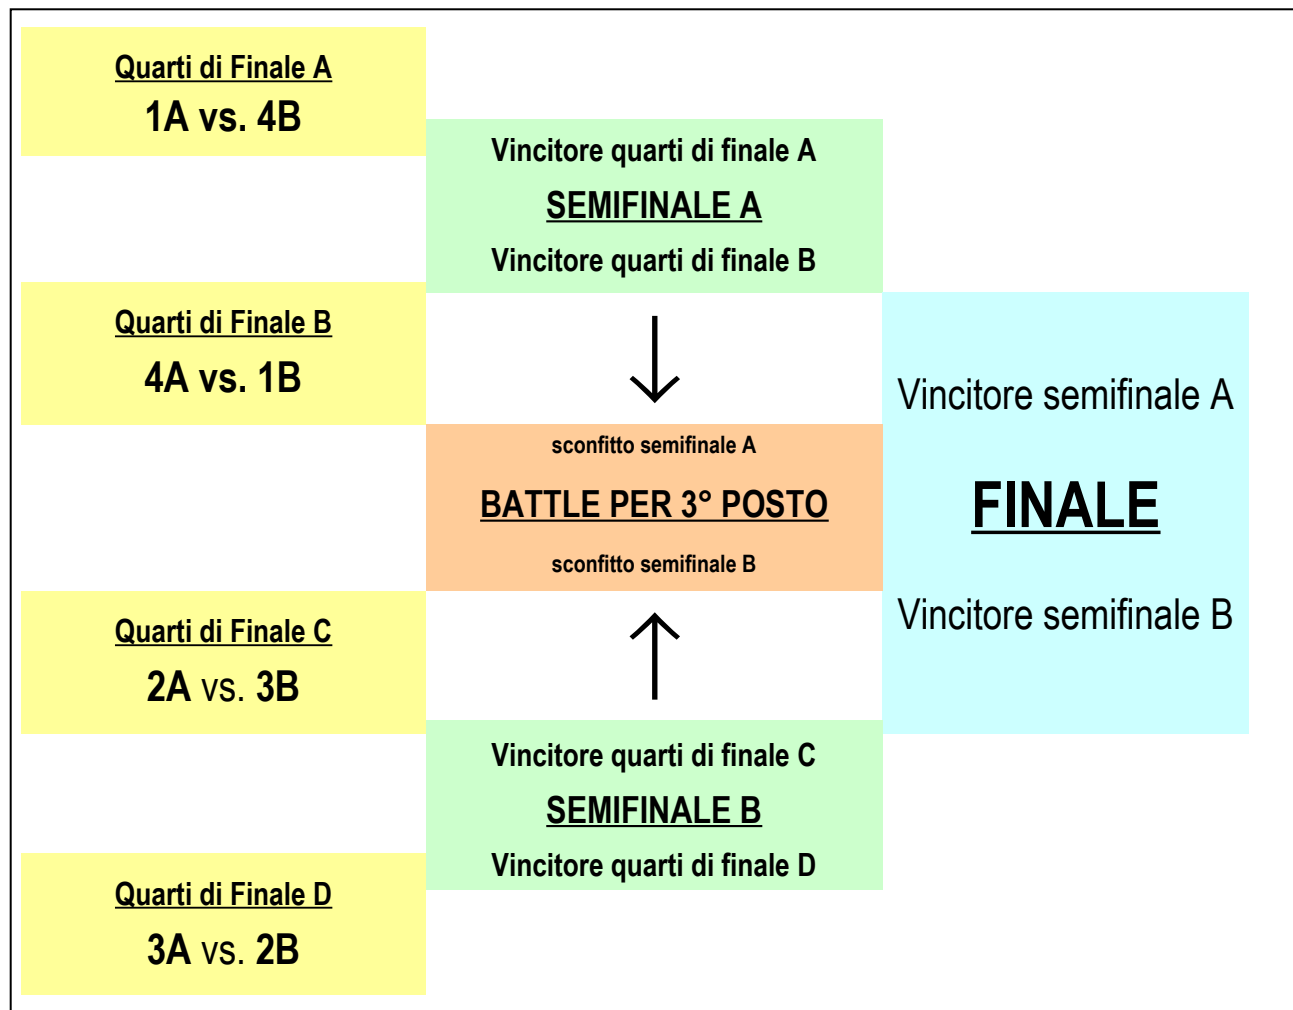 Quarti di Finale A
1A vs. 4B
Vincitore quarti di finale A
SEMIFINALE A
Vincitore quarti di finale B
Quarti di Finale B
4A vs. 1B
Vincitore semifinale A
FINALE
Vincitore semifinale B
sconfitto semifinale A
BATTLE PER 3° POSTO
sconfitto semifinale B
Quarti di Finale C
2A vs. 3B
Vincitore quarti di finale C
SEMIFINALE B
Vincitore quarti di finale D
Quarti di Finale D
3A vs. 2B